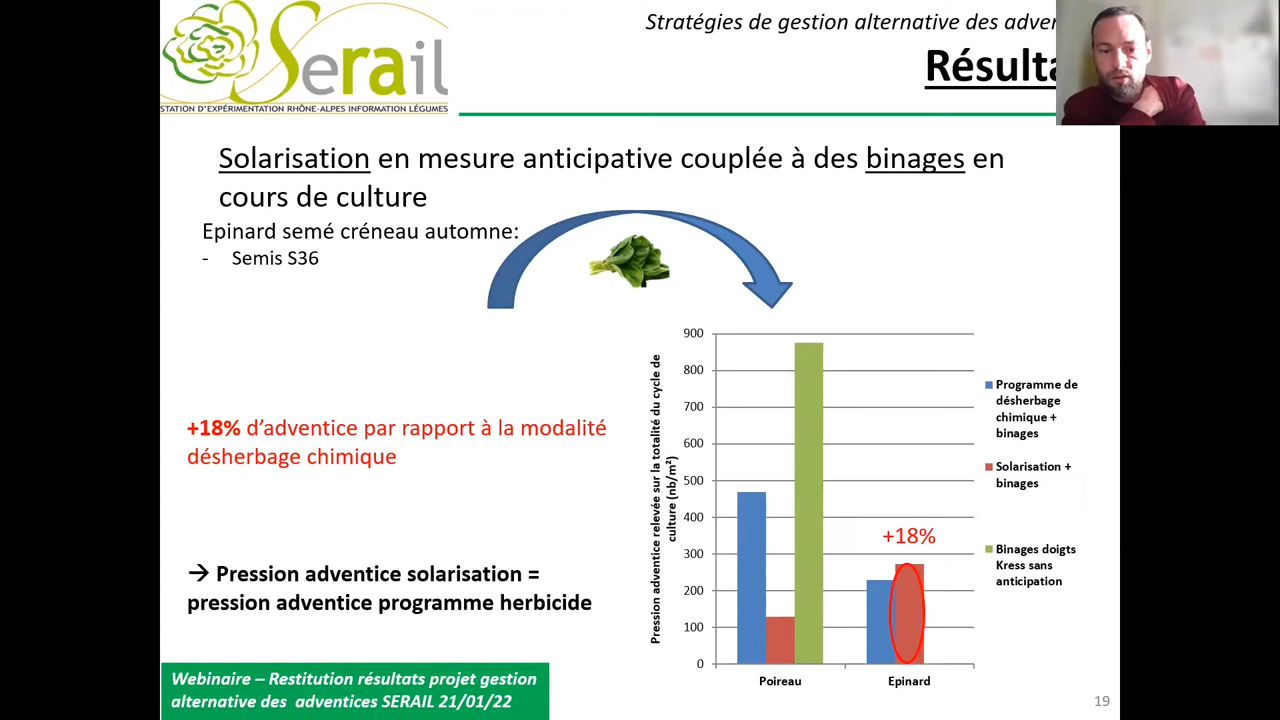 Serail
STATION D'EXPÉRIMENTATION RHÔNE-ALPES INFORMATION LÉGUMES
Stratégies de gestion alternative des
Solarisation en mesure anticipative couplée à des binages en
cours de culture
Epinard semé créneau automne:
- Semis S36
+18% d'adventice par rapport à la modalité
désherbage chimique
→ Pression adventice solarisation =
pression adventice programme herbicide
Pression adventice relevée sur la totalité du cycle de
culture (nb/m²)
900
800
700
600
500
400
300
200
100
0
+18%
Poireau
Epinard
Programme de
désherbage
chimique +
binages
Solarisation +
binages
Binages doigts
Kress sans
anticipation
Webinaire – Restitution résultats projet gestion
alternative des adventices SERAIL 21/01/22
19